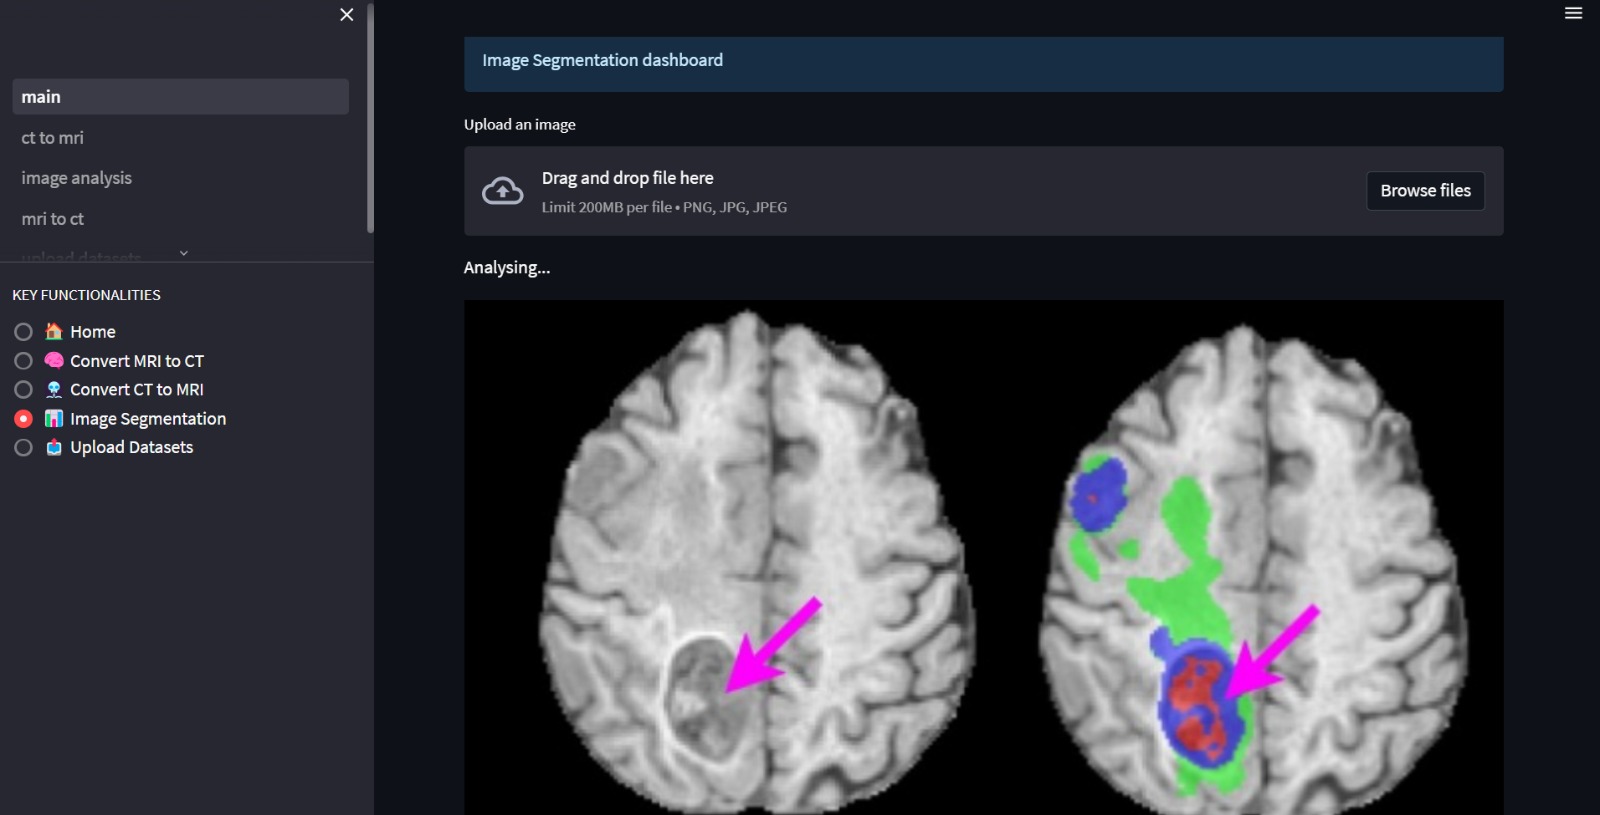 main
ct to mri
image analysis
mri to ct
upload datasets
KEY FUNCTIONALITIES
Home
Convert MRI to CT
Convert CT to MRI
Image Segmentation
Upload Datasets
Image Segmentation dashboard
Upload an image
Drag and drop file here
Limit 200MB per file • PNG, JPG, JPEG
Browse files
Analysing...